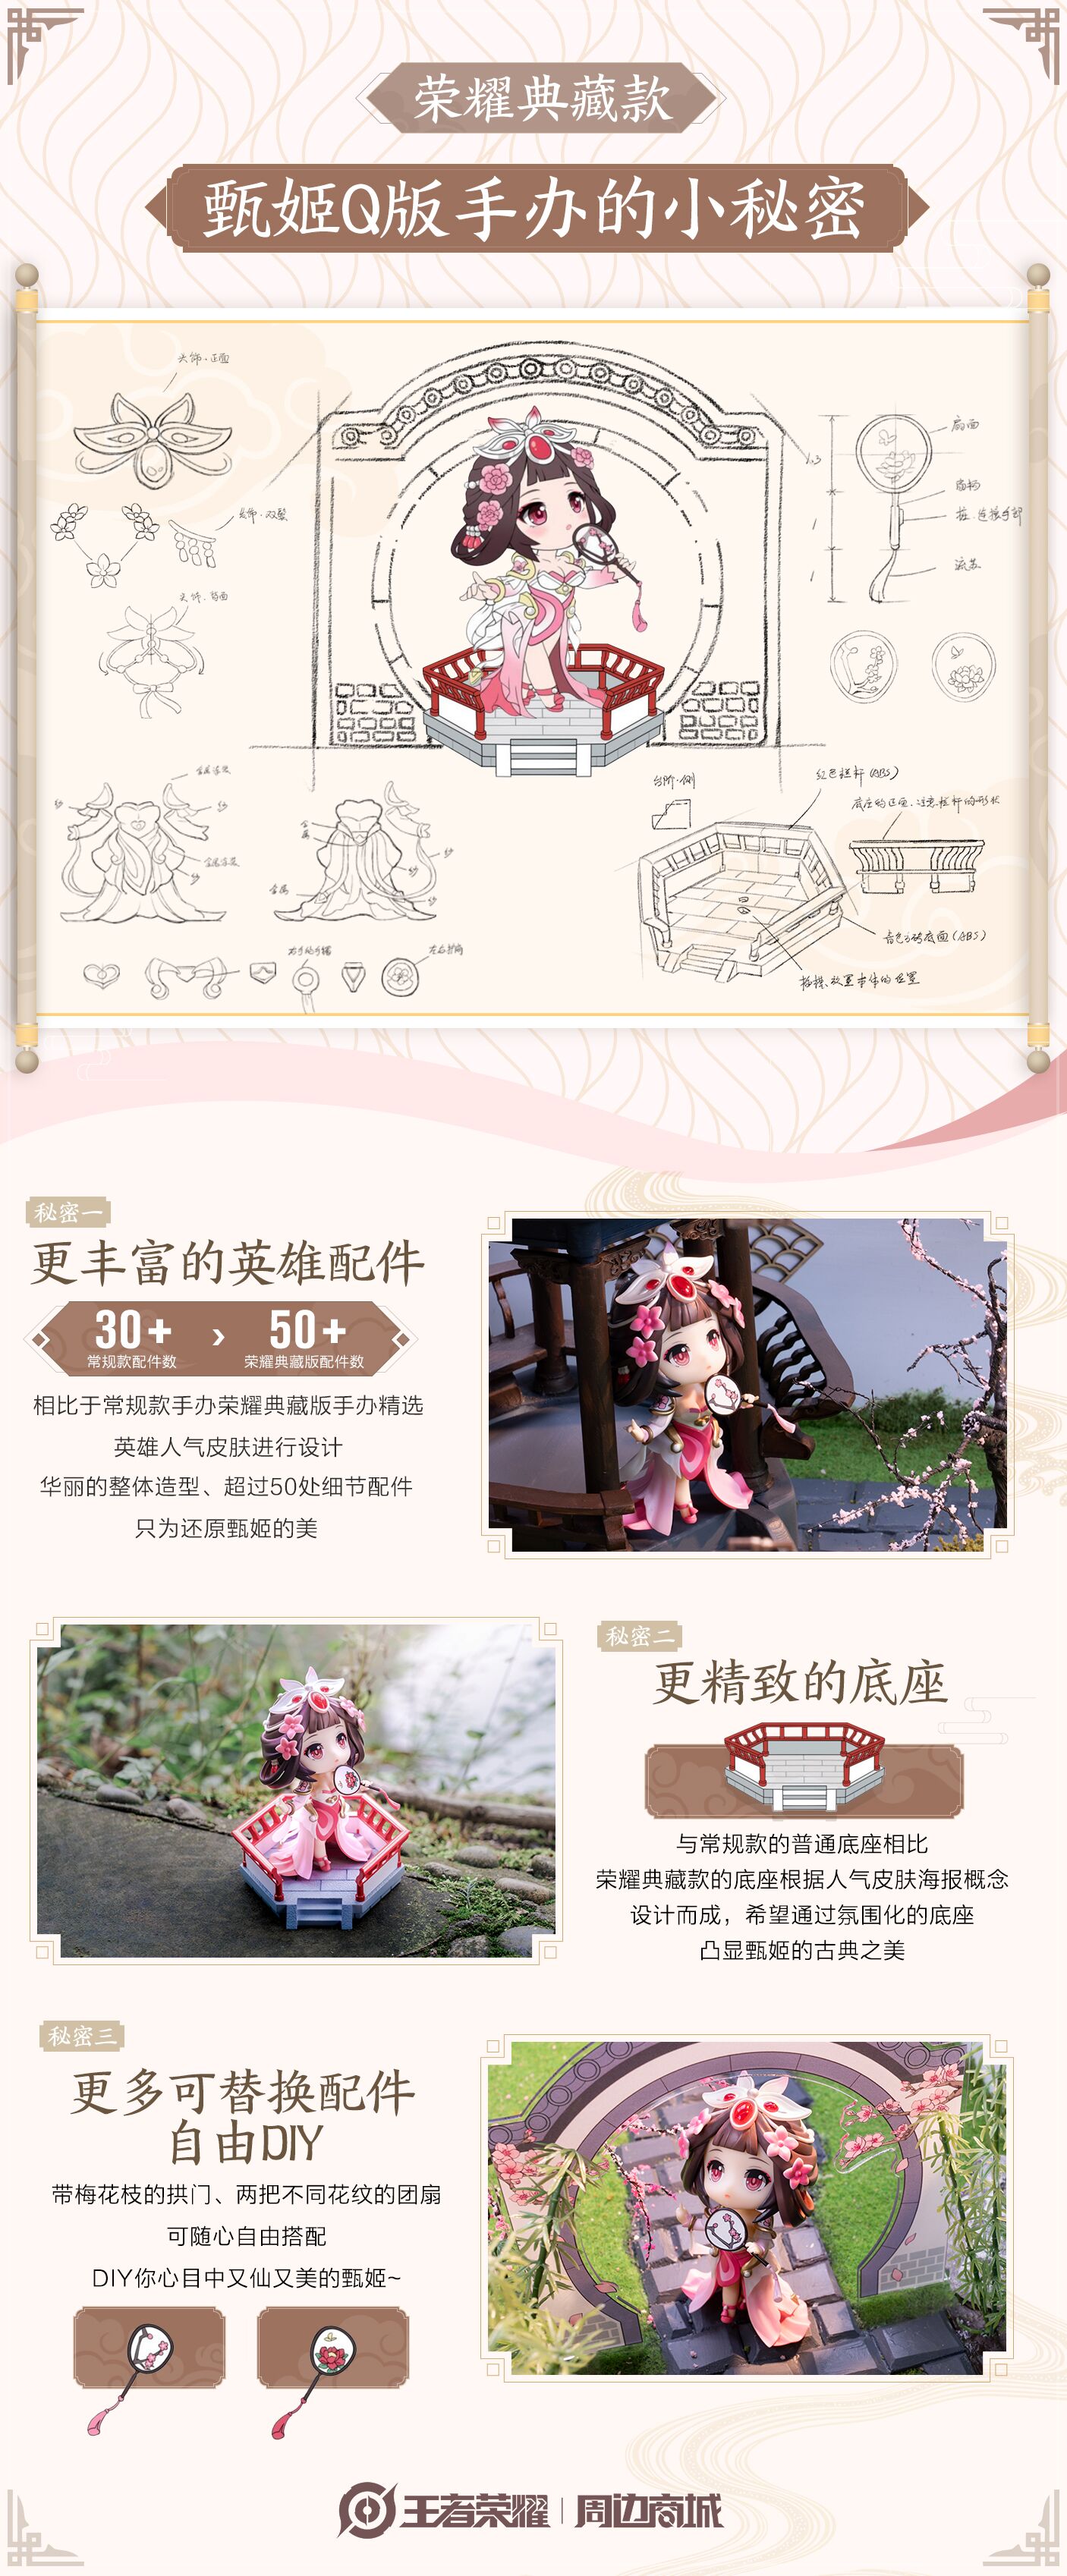 荣耀典藏款
甄姬Q版手办的小秘密
头饰·正面
头饰·背面
扇面
扇柄
流苏
台阶·侧
红色栏杆(ABS)
底座的正面、注意栏杆的形状
青色方砖底面(ABS)
秘密一
更丰富的英雄配件
30+ › 50+
常规款配件数 荣耀典藏版配件数
相比于常规款手办荣耀典藏版手办精选
英雄人气皮肤进行设计
华丽的整体造型、超过50处细节配件
只为还原甄姬的美
秘密二
更精致的底座
与常规款的普通底座相比
荣耀典藏款的底座根据人气皮肤海报概念
设计而成，希望通过氛围化的底座
凸显甄姬的古典之美
秘密三
更多可替换配件
自由DIY
带梅花枝的拱门、两把不同花纹的团扇
可随心自由搭配
DIY你心目中又仙又美的甄姬~
王者荣耀 | 周边商城